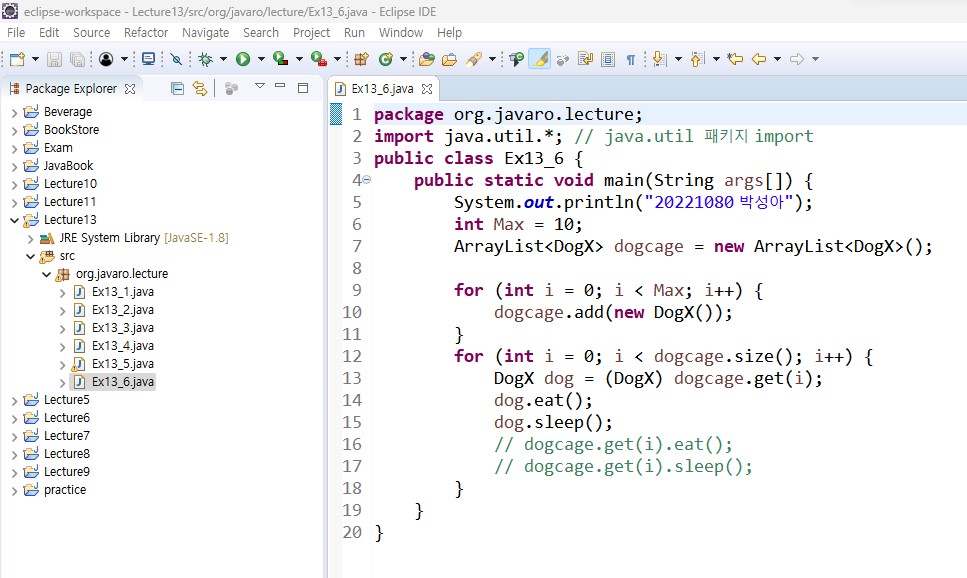 eclipse-workspace - Lecture13/src/org/javaro/lecture/Ex13_6.java - Eclipse IDE
File Edit Source Refactor Navigate Search Project Run Window Help
Package Explorer
Beverage
BookStore
Exam
JavaBook
Lecture10
Lecture11
Lecture13
JRE System Library [JavaSE-1.8]
src
org.javaro.lecture
Ex13_1.java
Ex13_2.java
Ex13_3.java
Ex13_4.java
Ex13_5.java
Ex13_6.java
Lecture5
Lecture6
Lecture7
Lecture8
Lecture9
practice
Ex13_6.java
1 package org.javaro.lecture;
2 import java.util.*; // java.util 패키지 import
3 public class Ex13_6 {
4     public static void main(String args[]) {
5         System.out.println("20221080 박성아");
6         int Max = 10;
7         ArrayList<DogX> dogcage = new ArrayList<DogX>();
8
9         for (int i = 0; i < Max; i++) {
10             dogcage.add(new DogX());
11         }
12         for (int i = 0; i < dogcage.size(); i++) {
13             DogX dog = (DogX) dogcage.get(i);
14             dog.eat();
15             dog.sleep();
16             // dogcage.get(i).eat();
17             // dogcage.get(i).sleep();
18         }
19     }
20 }